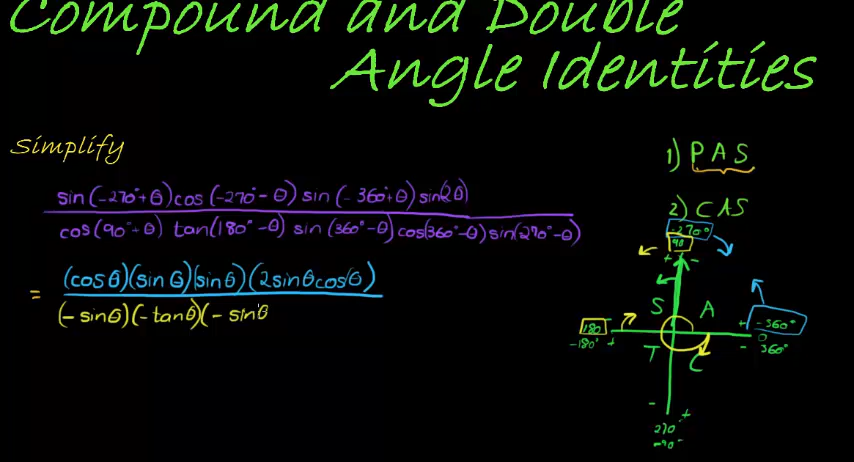 Compound and Double
Angle Identities
Simplify
sin(-270°+θ)cos(-270°-θ) sin(-360°+θ) sin(2θ)
cos(90°+θ) tan(180°-θ) sin(360°-θ)cos(360°-θ)sin(270°-θ)
= (cosθ)(sinθ)(sinθ)(2sinθcosθ)
(-sinθ)(-tanθ)(-sinθ
1) PAS
2) CAS
-270°
90
+ -
S A
180 - + -360°
-180° + 0
- 360°
T C
- +
270°
-90°